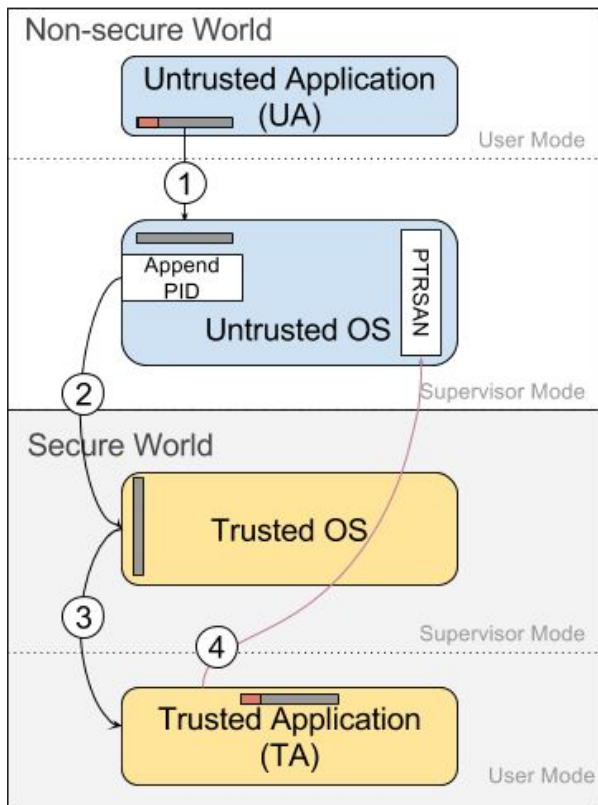 Non-secure World
Untrusted Application
(UA)
User Mode
1
Append
PID
PTRSAN
Untrusted OS
2
Supervisor Mode
Secure World
Trusted OS
3
4
Supervisor Mode
Trusted Application
(TA)
User Mode